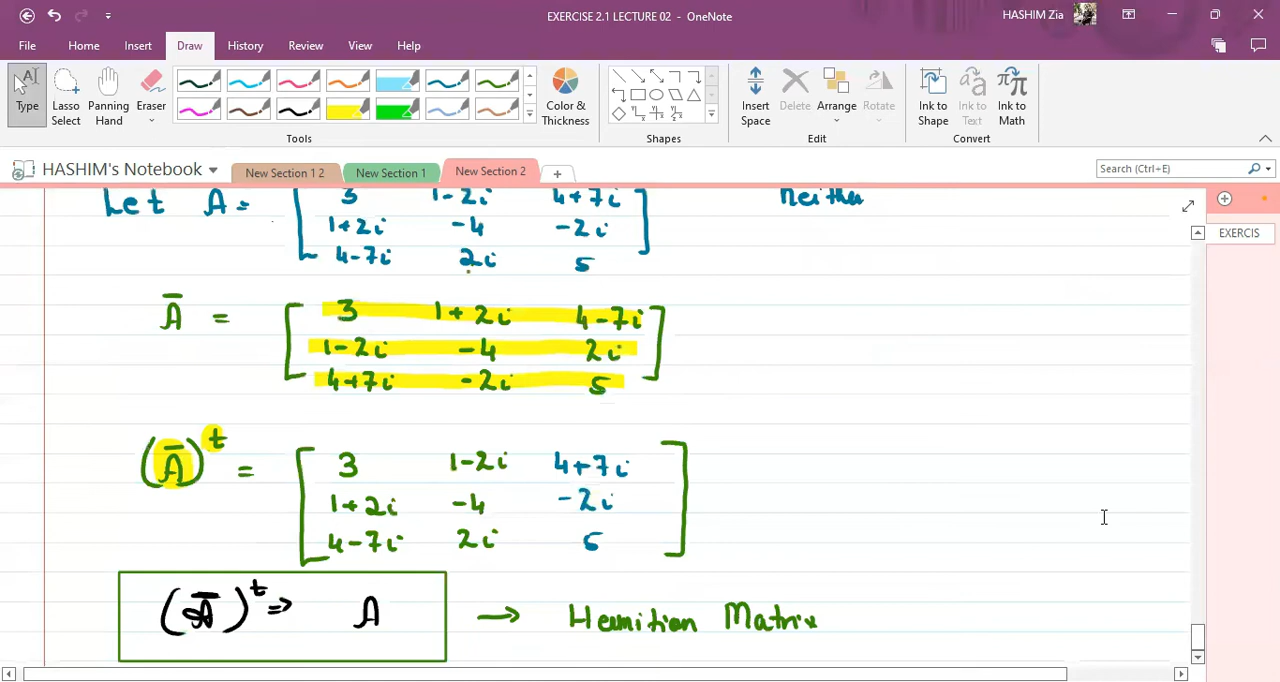 EXERCISE 2.1 LECTURE 02 - OneNote
HASHIM Zia
File Home Insert Draw History Review View Help
Type
Lasso Select
Panning Hand
Eraser
Color & Thickness
Insert Space
Delete
Arrange
Rotate
Ink to Shape
Ink to Text
Ink to Math
Tools
Shapes
Edit
Convert
HASHIM's Notebook
New Section 1 2
New Section 1
New Section 2
Search (Ctrl+E)
EXERCIS
Let A = [ 3 1-2i 4+7i
1+2i -4 -2i
4-7i 2i 5 ]
neither
Ā = [ 3 1+2i 4-7i
1-2i -4 2i
4+7i -2i 5 ]
(Ā)^t = [ 3 1-2i 4+7i
1+2i -4 -2i
4-7i 2i 5 ]
(Ā)^t => A → Hermitian Matrix